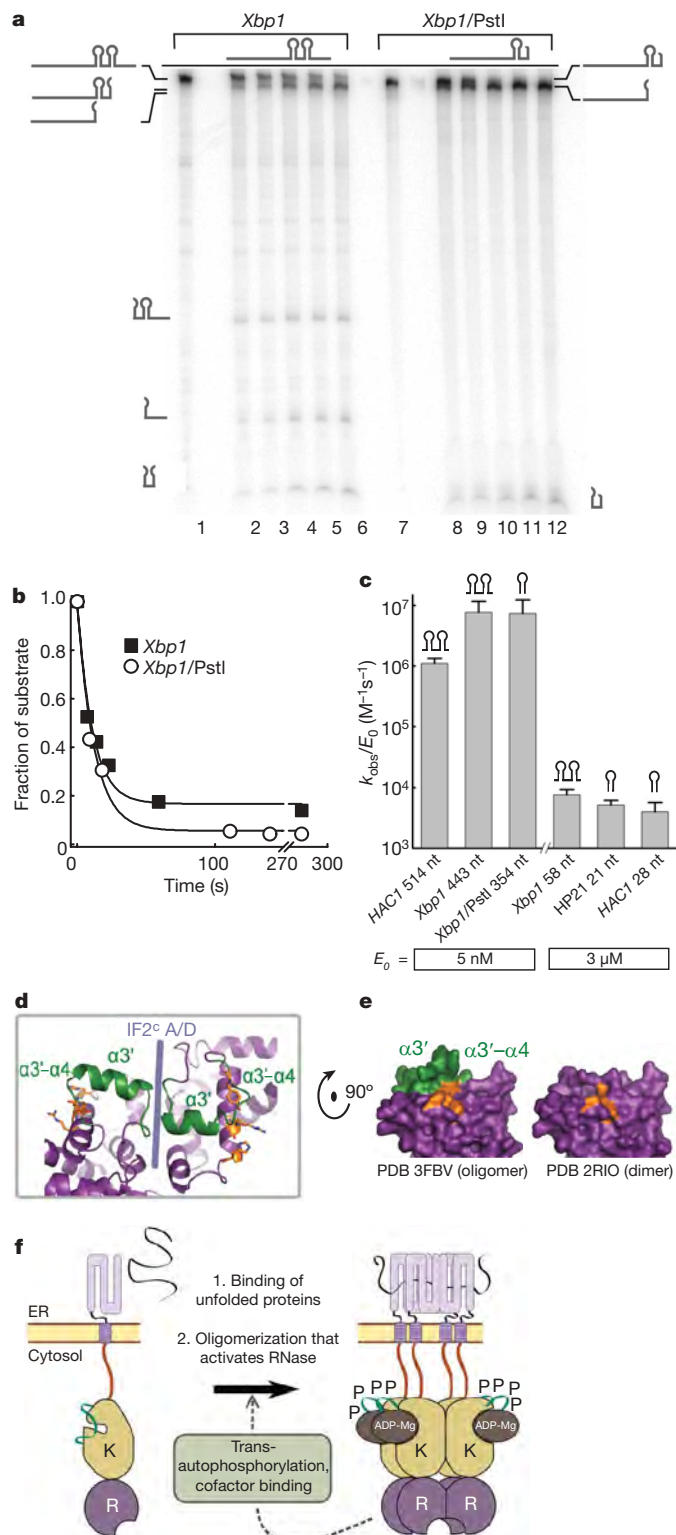 a
Xbp1
Xbp1/PstI
1 2 3 4 5 6 7 8 9 10 11 12
b
1.0
0.8
0.6
0.4
0.2
0
Fraction of substrate
Xbp1
Xbp1/PstI
0 100 270 300
Time (s)
c
kobs/E0 (M–1s–1)
10⁷
10⁶
10⁵
10⁴
10³
HAC1 514 nt
Xbp1 443 nt
Xbp1/PstI 354 nt
Xbp1 58 nt
HP21 21 nt
HAC1 28 nt
E0 = 5 nM 3 µM
d
IF2ᶜ A/D
α3′
α3′–α4
α3′–α4
α3′
e
90º
α3′ α3′–α4
PDB 3FBV (oligomer)
PDB 2RIO (dimer)
f
ER
Cytosol
1. Binding of
unfolded proteins
2. Oligomerization that
activates RNase
Trans-
autophosphorylation,
cofactor binding
K
R
P P P P P P
ADP-Mg
ADP-Mg
K K
R R